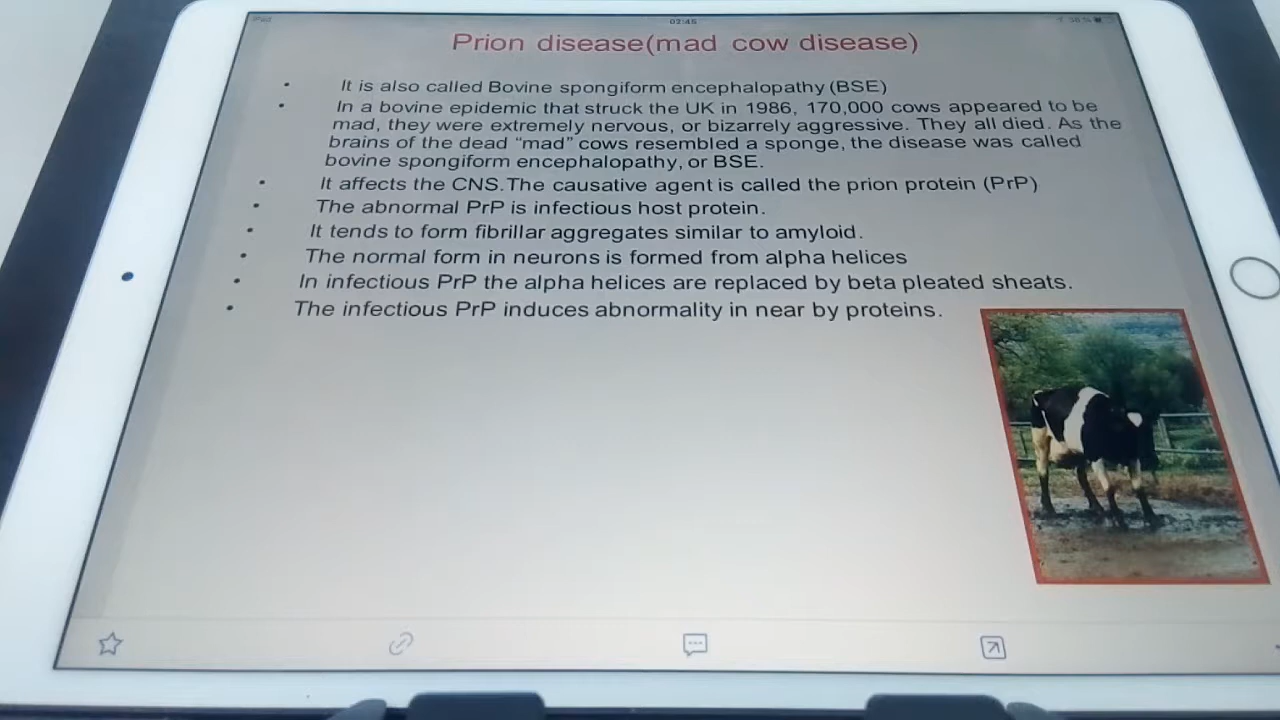 iPad
02:45
Prion disease(mad cow disease)
• It is also called Bovine spongiform encephalopathy (BSE)
• In a bovine epidemic that struck the UK in 1986, 170,000 cows appeared to be
mad, they were extremely nervous, or bizarrely aggressive. They all died. As the
brains of the dead “mad” cows resembled a sponge, the disease was called
bovine spongiform encephalopathy, or BSE.
• It affects the CNS.The causative agent is called the prion protein (PrP)
• The abnormal PrP is infectious host protein.
• It tends to form fibrillar aggregates similar to amyloid.
• The normal form in neurons is formed from alpha helices
• In infectious PrP the alpha helices are replaced by beta pleated sheats.
• The infectious PrP induces abnormality in near by proteins.